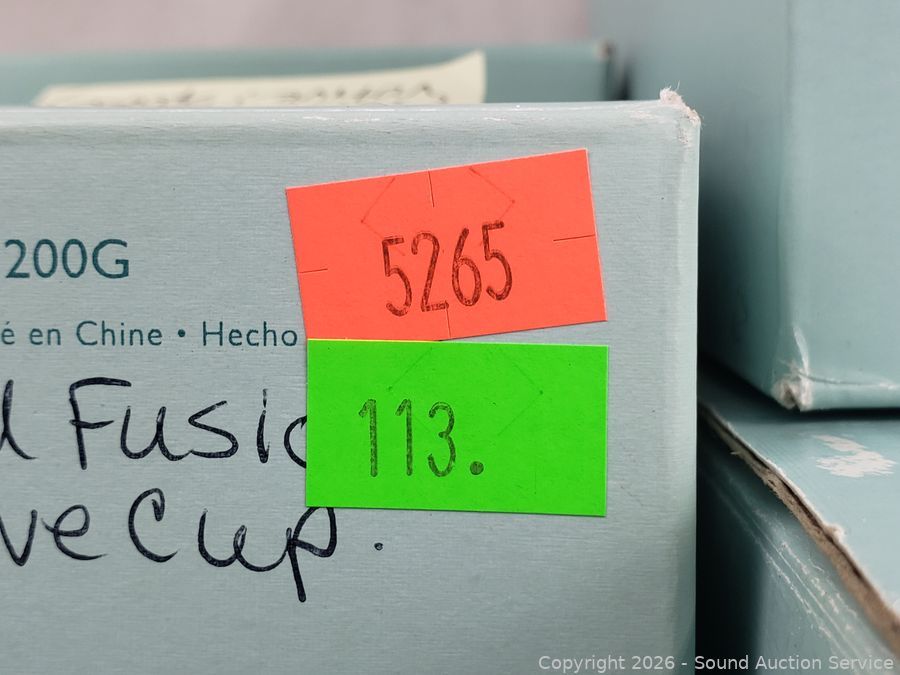 5265
200G
é en Chine • Hecho
Fusio
113.
ve Cup.
Copyright 2026 - Sound Auction Service